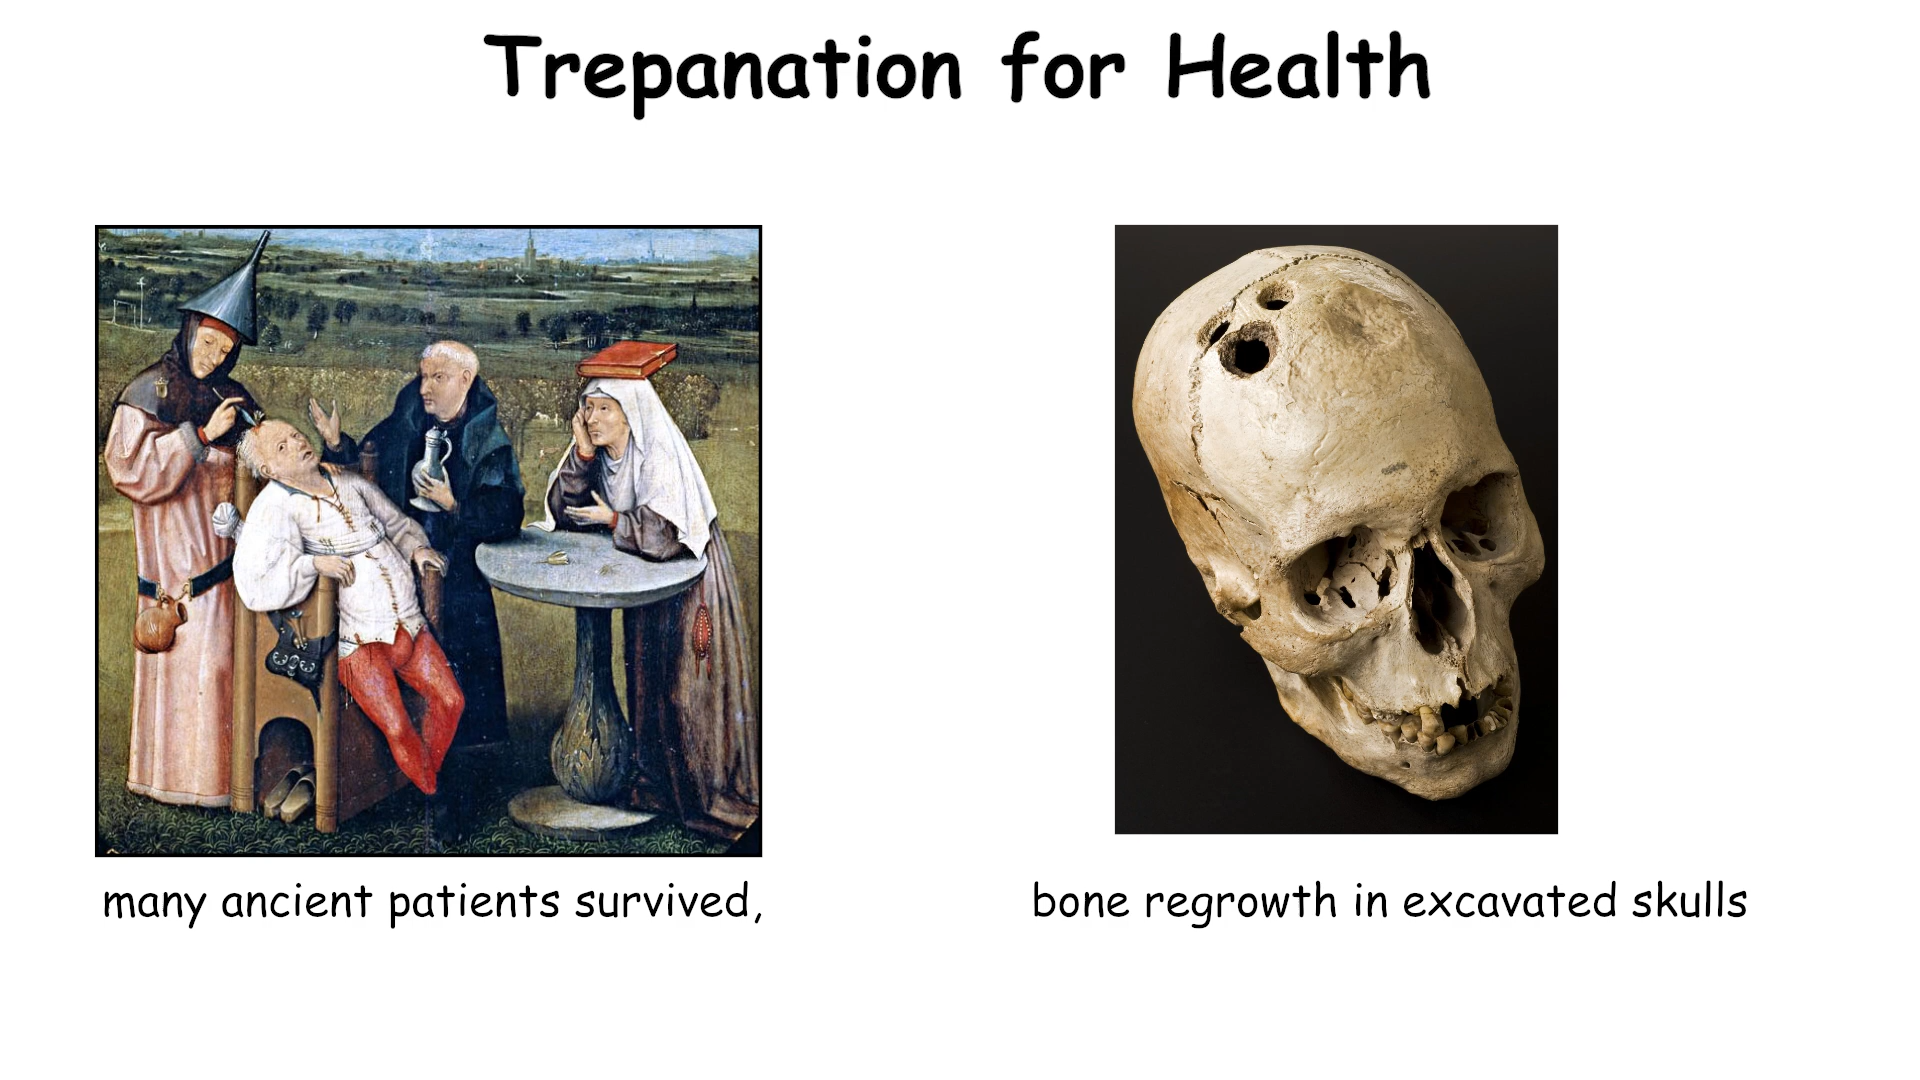 Trepanation for Health
many ancient patients survived,
bone regrowth in excavated skulls